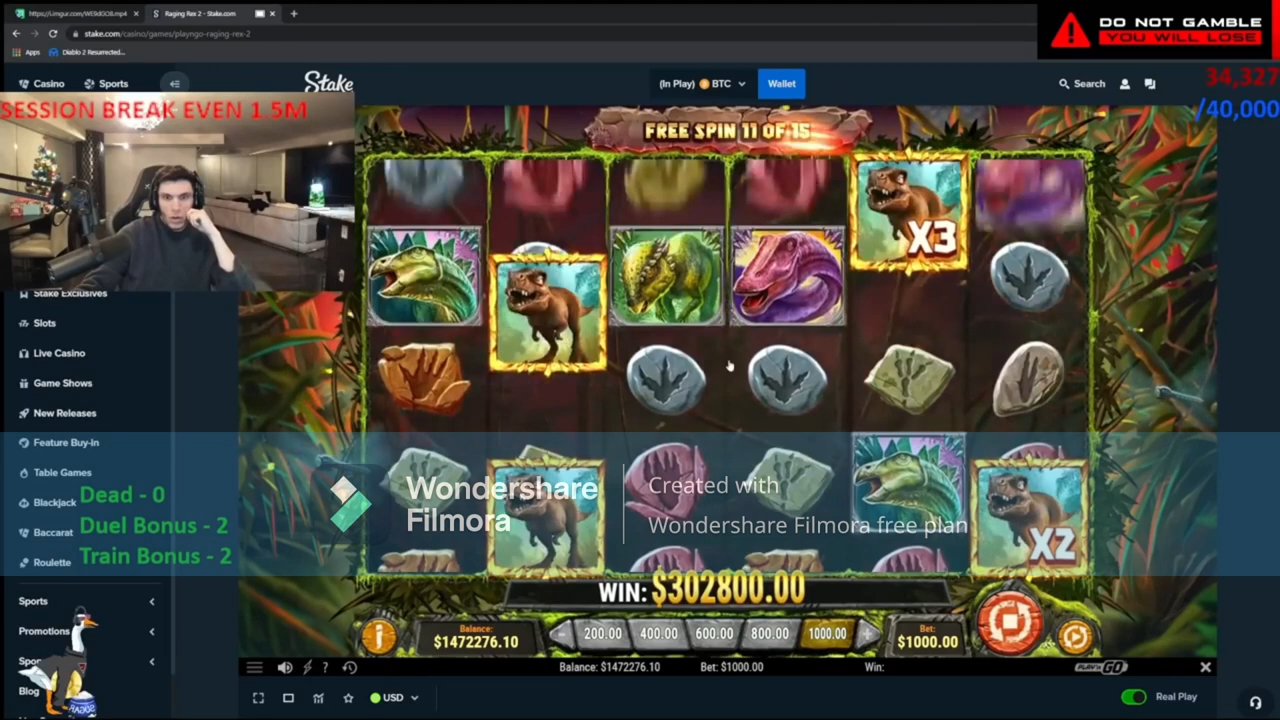 https://i.imgur.com/WE9dGO8.mp4
Raging Rex 2 - Stake.com
stake.com/casino/games/playngo-raging-rex-2
Apps
Diablo 2 Resurrected...
DO NOT GAMBLE
YOU WILL LOSE
34,327
/40,000
Casino
Sports
Stake
(In Play) BTC
Wallet
Search
SESSION BREAK EVEN 1.5M
FREE SPIN 11 OF 15
X3
Stake Exclusives
Slots
Live Casino
Game Shows
New Releases
Feature Buy-in
Table Games
Blackjack
Baccarat
Roulette
Dead - 0
Duel Bonus - 2
Train Bonus - 2
Wondershare
Filmora
Created with
Wondershare Filmora free plan
X2
WIN: $302800.00
Sports
Promotions
Blog
Balance:
$1472276.10
200.00
400.00
600.00
800.00
1000.00
Bet:
$1000.00
Balance: $1472276.10
Bet: $1000.00
Win:
PLAY'N GO
USD
Real Play